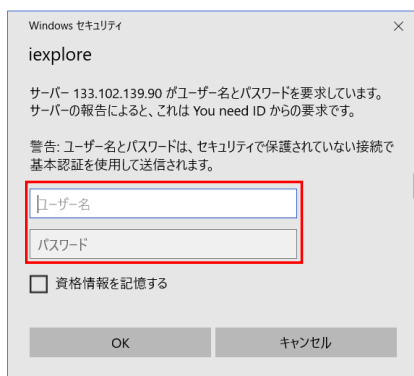 Windows セキュリティ
iexplore
サーバー 133.102.139.90 がユーザー名とパスワードを要求しています。
サーバーの報告によると、これは You need ID からの要求です。
警告: ユーザー名とパスワードは、セキュリティで保護されていない接続で
基本認証を使用して送信されます。
ユーザー名
パスワード
資格情報を記憶する
OK
キャンセル